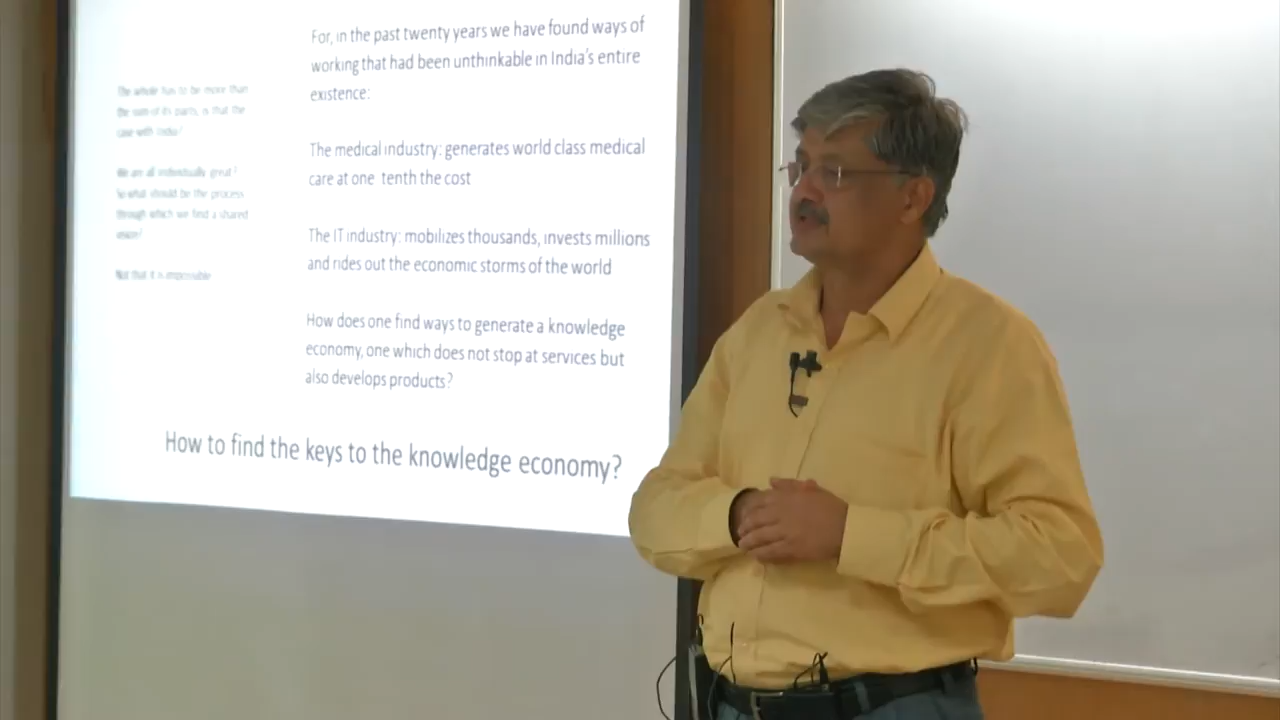 The whole has to be more than
the sum of its parts, is that the
case with India?
We are all individually great?
So what should be the process
through which we find a shared
vision?
Not that it is impossible
For, in the past twenty years we have found ways of
working that had been unthinkable in India's entire
existence:
The medical industry: generates world class medical
care at one tenth the cost
The IT industry: mobilizes thousands, invests millions
and rides out the economic storms of the world
How does one find ways to generate a knowledge
economy, one which does not stop at services but
also develops products?
How to find the keys to the knowledge economy?